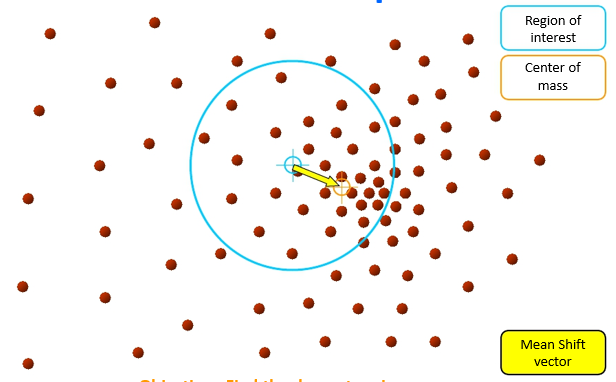 Region of
interest
Center of
mass
Mean Shift
vector